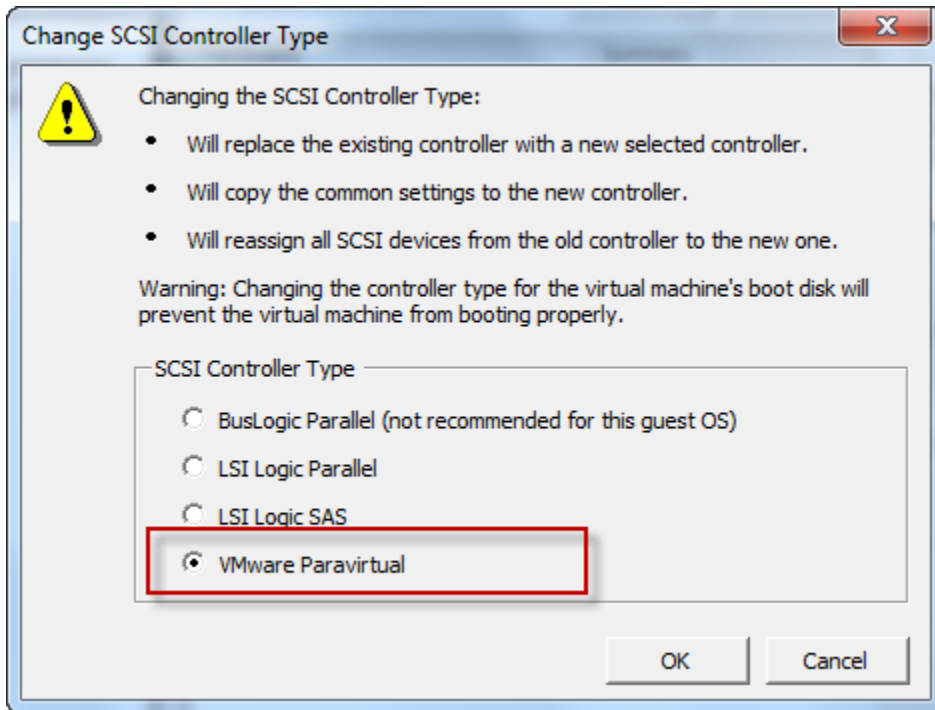 Change SCSI Controller Type
Changing the SCSI Controller Type:
• Will replace the existing controller with a new selected controller.
• Will copy the common settings to the new controller.
• Will reassign all SCSI devices from the old controller to the new one.
Warning: Changing the controller type for the virtual machine's boot disk will
prevent the virtual machine from booting properly.
SCSI Controller Type
BusLogic Parallel (not recommended for this guest OS)
LSI Logic Parallel
LSI Logic SAS
VMware Paravirtual
OK Cancel